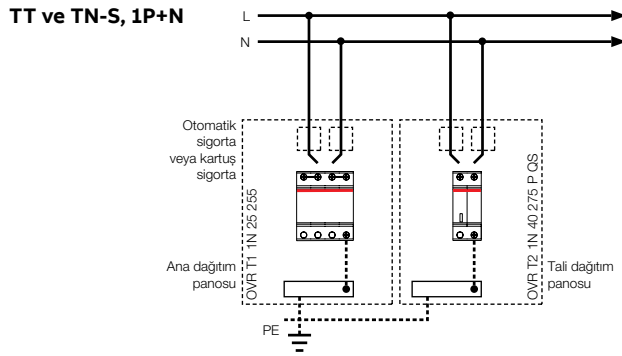 TT ve TN-S, 1P+N
L
N
Otomatik
sigorta
veya kartuş
sigorta
OVR T1 1N 25 255
OVR T2 1N 40 275 P QS
Ana dağıtım
panosu
Tali dağıtım
panosu
PE